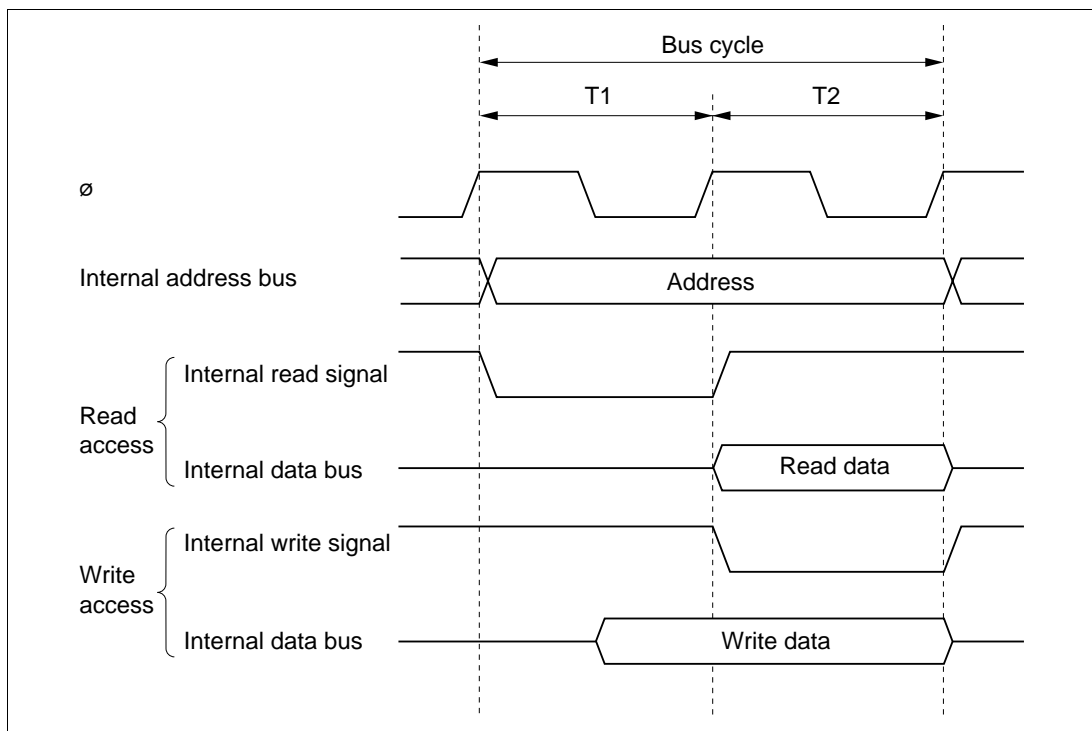 Bus cycle
T1
T2
ø
Internal address bus
Address
Internal read signal
Read
access
Internal data bus
Read data
Internal write signal
Write
access
Internal data bus
Write data